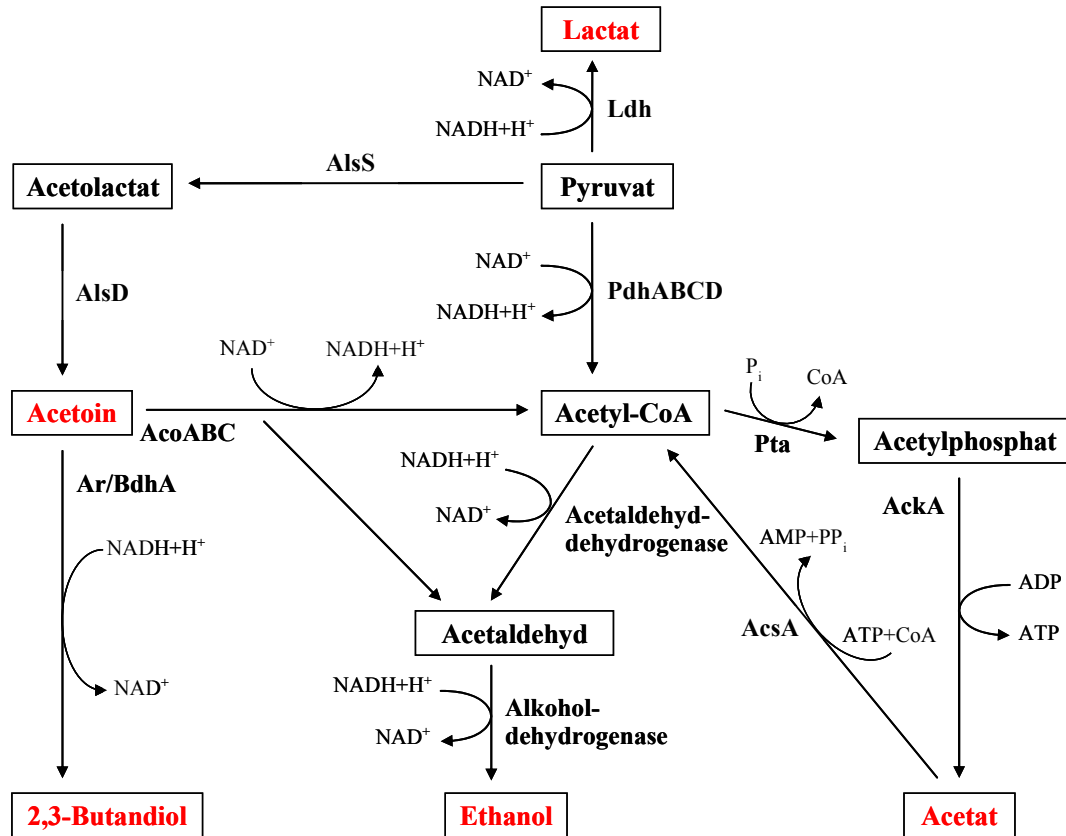 Lactat
NAD⁺
Ldh
NADH+H⁺
AlsS
Acetolactat
Pyruvat
NAD⁺
AlsD
PdhABCD
NADH+H⁺
NAD⁺
NADH+H⁺
Pᵢ
CoA
Acetoin
AcoABC
Acetyl-CoA
Pta
Acetylphosphat
Ar/BdhA
NADH+H⁺
NAD⁺
Acetaldehyd-
dehydrogenase
AckA
NADH+H⁺
AMP+PPᵢ
ADP
Acetaldehyd
AcsA
ATP+CoA
ATP
NAD⁺
NADH+H⁺
NAD⁺
Alkohol-
dehydrogenase
2,3-Butandiol
Ethanol
Acetat